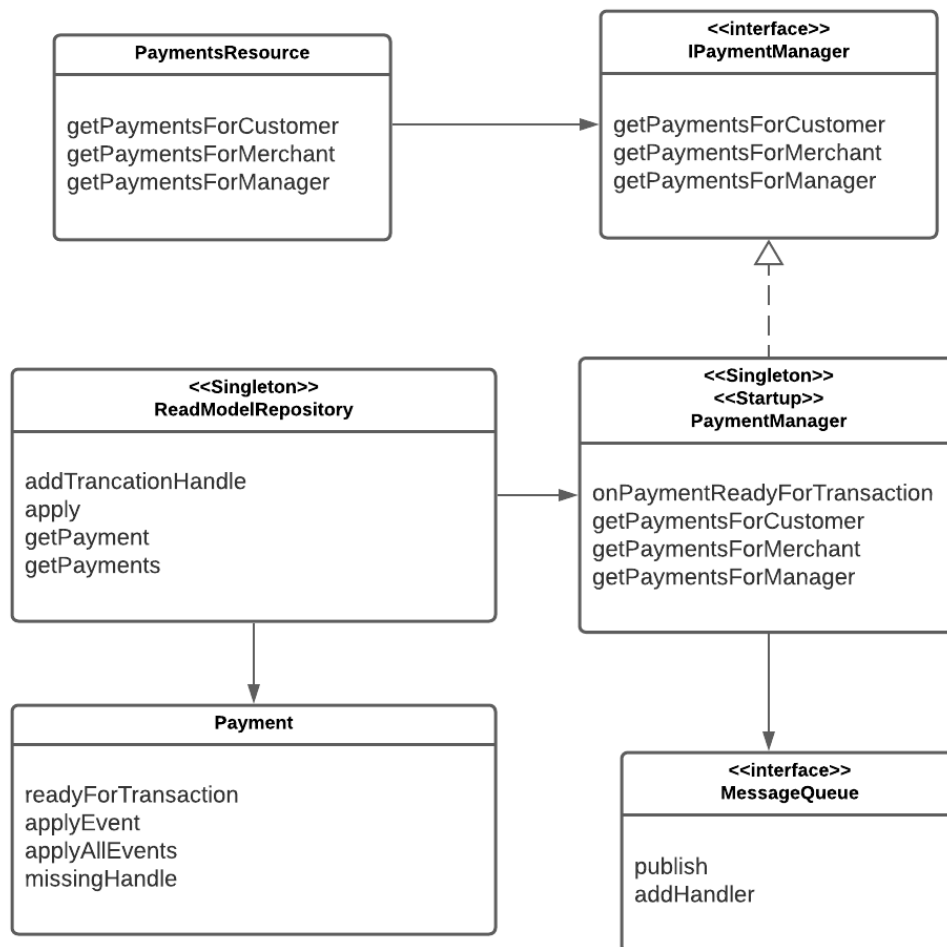 PaymentsResource
getPaymentsForCustomer
getPaymentsForMerchant
getPaymentsForManager
<<interface>>
IPaymentManager
getPaymentsForCustomer
getPaymentsForMerchant
getPaymentsForManager
<<Singleton>>
ReadModelRepository
addTrancationHandle
apply
getPayment
getPayments
<<Singleton>>
<<Startup>>
PaymentManager
onPaymentReadyForTransaction
getPaymentsForCustomer
getPaymentsForMerchant
getPaymentsForManager
Payment
readyForTransaction
applyEvent
applyAllEvents
missingHandle
<<interface>>
MessageQueue
publish
addHandler